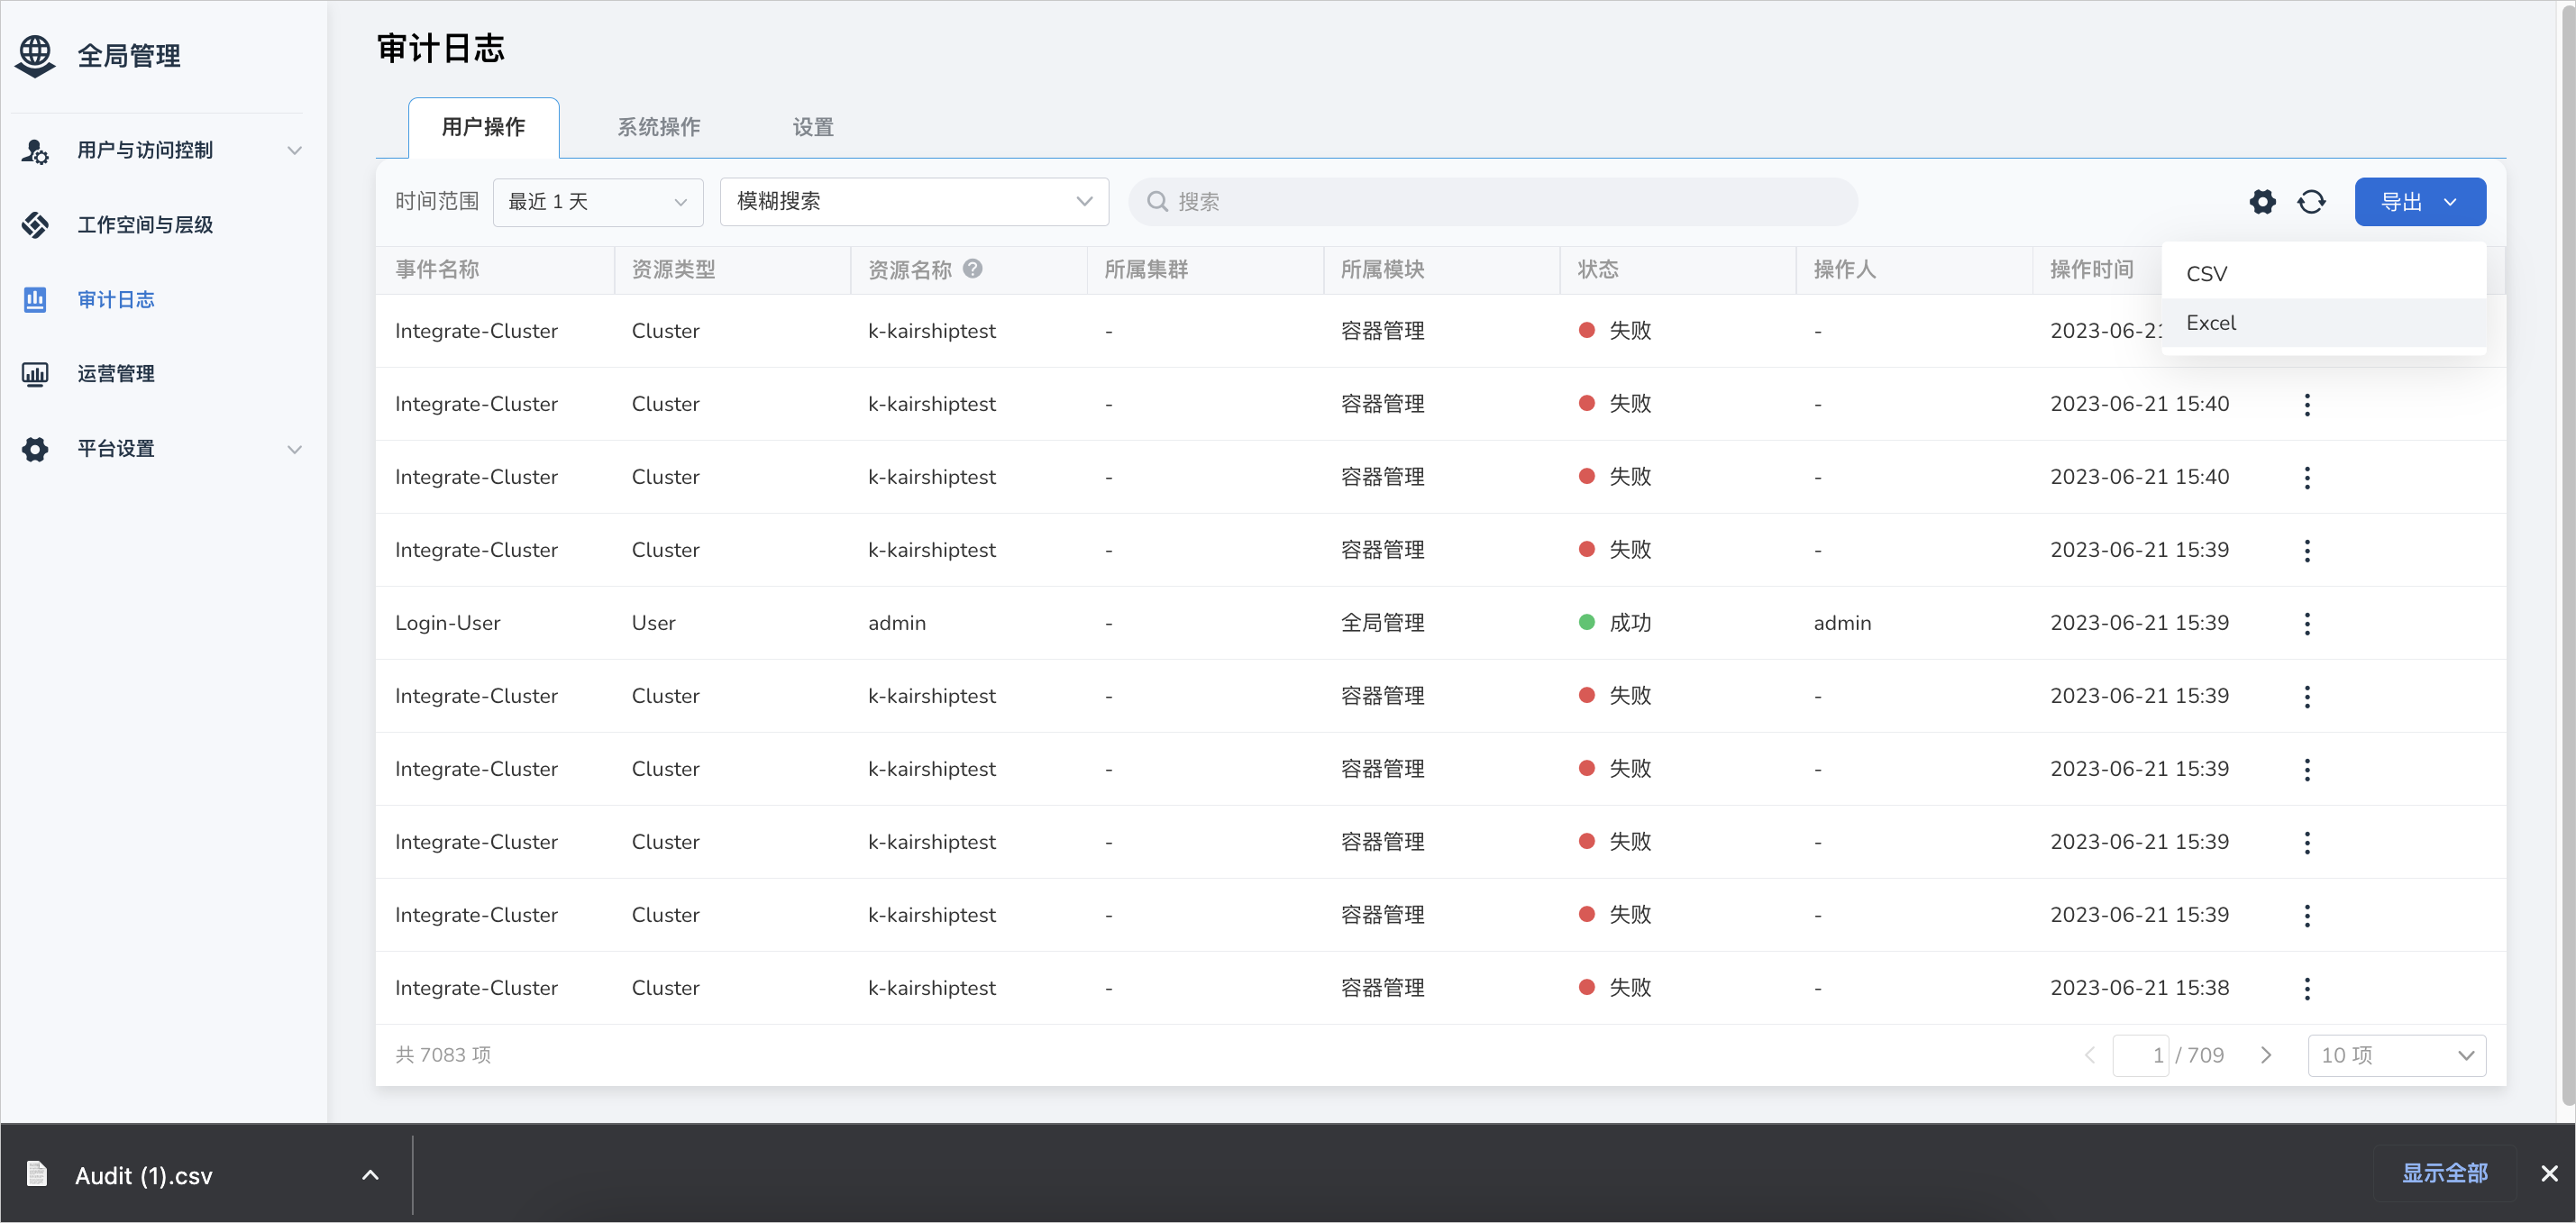 全局管理
用户与访问控制
工作空间与层级
审计日志
运营管理
平台设置
审计日志
用户操作 系统操作 设置
时间范围 最近 1 天 模糊搜索 搜索 导出
CSV
Excel
事件名称 资源类型 资源名称 ? 所属集群 所属模块 状态 操作人 操作时间
Integrate-Cluster Cluster k-kairshiptest - 容器管理 失败 - 2023-06-21
Integrate-Cluster Cluster k-kairshiptest - 容器管理 失败 - 2023-06-21 15:40
Integrate-Cluster Cluster k-kairshiptest - 容器管理 失败 - 2023-06-21 15:40
Integrate-Cluster Cluster k-kairshiptest - 容器管理 失败 - 2023-06-21 15:39
Login-User User admin - 全局管理 成功 admin 2023-06-21 15:39
Integrate-Cluster Cluster k-kairshiptest - 容器管理 失败 - 2023-06-21 15:39
Integrate-Cluster Cluster k-kairshiptest - 容器管理 失败 - 2023-06-21 15:39
Integrate-Cluster Cluster k-kairshiptest - 容器管理 失败 - 2023-06-21 15:39
Integrate-Cluster Cluster k-kairshiptest - 容器管理 失败 - 2023-06-21 15:39
Integrate-Cluster Cluster k-kairshiptest - 容器管理 失败 - 2023-06-21 15:38
共 7083 项 1 / 709 10 项
Audit (1).csv 显示全部